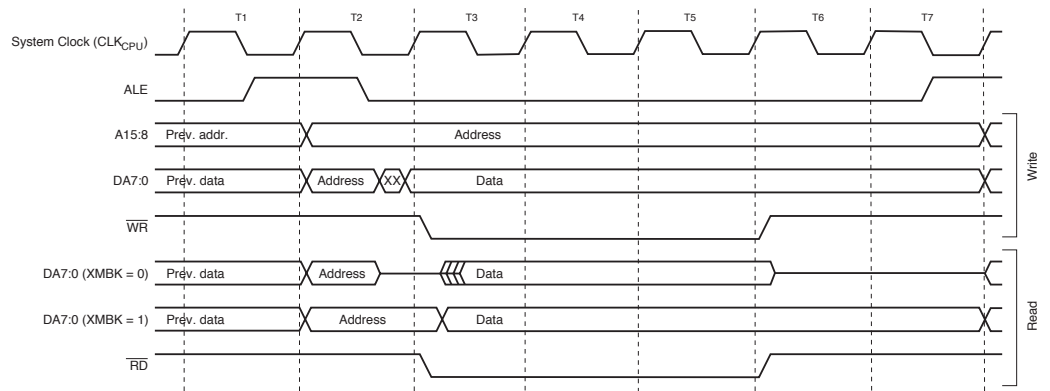 T1 T2 T3 T4 T5 T6 T7
System Clock (CLKCPU)
ALE
A15:8 Prev. addr. Address
DA7:0 Prev. data Address XX Data
WR
Write
DA7:0 (XMBK = 0) Prev. data Address Data
DA7:0 (XMBK = 1) Prev. data Address Data
RD
Read